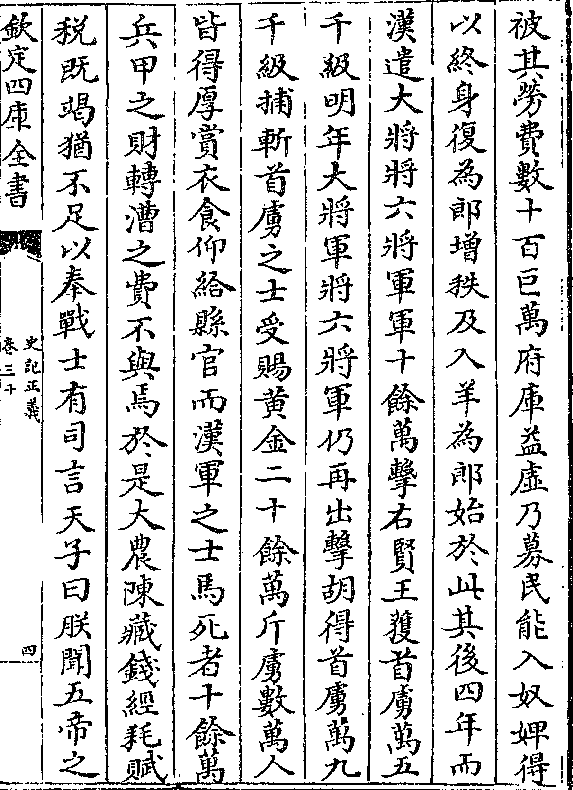 被其勞費數十百巨萬府庫益虛乃募民能入奴婢得
以終身復為郎增秩及入羊為郎始於此其後四年而
漢遣大將將六將軍軍十餘萬擊右賢王獲首虜萬五
千級明年大將軍將六將軍仍再出擊胡得首虜萬九
千級捕斬首虜之士受賜黄金二十餘萬斤虜數萬人
皆得厚賞衣食仰給縣官而漢軍之士馬死者十餘萬
兵甲之財轉漕之費不與焉於是大農陳藏錢經耗賦
税既竭猶不足以奉戰士有司言天子曰朕聞五帝之
欽定四庫全書
史記正義
卷三十
四